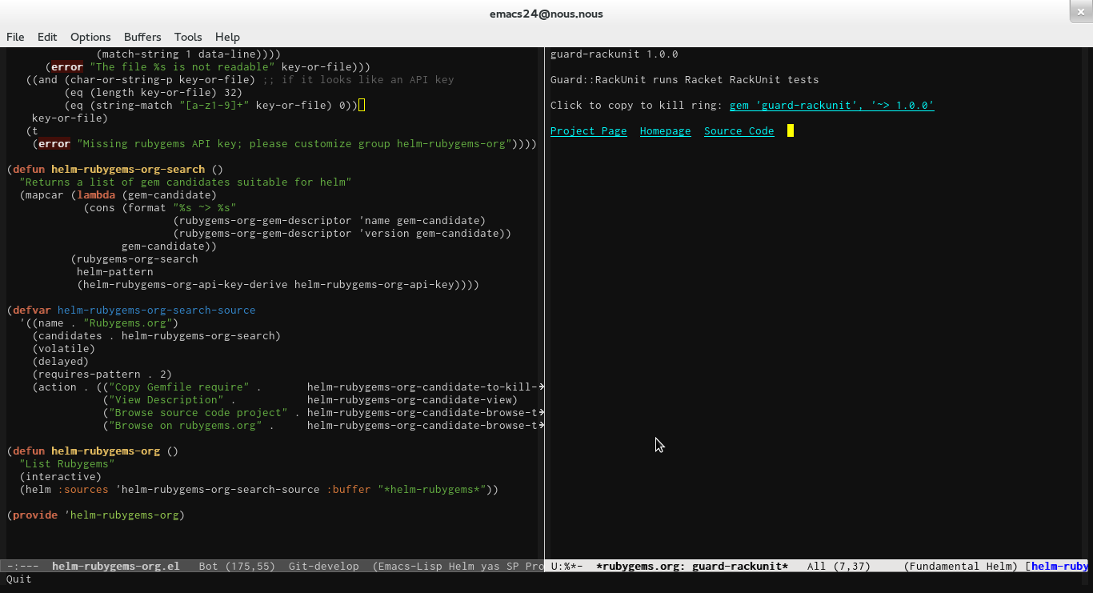 emacs24@nous.nous
File Edit Options Buffers Tools Help
(match-string 1 data-line))))
(error "The file %s is not readable" key-or-file)))
((and (char-or-string-p key-or-file) ;; if it looks like an API key
(eq (length key-or-file) 32)
(eq (string-match "[a-z1-9]+" key-or-file) 0))
key-or-file)
(t
(error "Missing rubygems API key; please customize group helm-rubygems-org"))))
(defun helm-rubygems-org-search ()
"Returns a list of gem candidates suitable for helm"
(mapcar (lambda (gem-candidate)
(cons (format "%s ~> %s"
(rubygems-org-gem-descriptor 'name gem-candidate)
(rubygems-org-gem-descriptor 'version gem-candidate))
gem-candidate))
(rubygems-org-search
helm-pattern
(helm-rubygems-org-api-key-derive helm-rubygems-org-api-key))))
(defvar helm-rubygems-org-search-source
'((name . "Rubygems.org")
(candidates . helm-rubygems-org-search)
(volatile)
(delayed)
(requires-pattern . 2)
(action . (("Copy Gemfile require" . helm-rubygems-org-candidate-to-kill-
("View Description" . helm-rubygems-org-candidate-view)
("Browse source code project" . helm-rubygems-org-candidate-browse-t
("Browse on rubygems.org" . helm-rubygems-org-candidate-browse-t
(defun helm-rubygems-org ()
"List Rubygems"
(interactive)
(helm :sources 'helm-rubygems-org-search-source :buffer "*helm-rubygems*"))
(provide 'helm-rubygems-org)
-:--- helm-rubygems-org.el Bot (175,55) Git-develop (Emacs-Lisp Helm yas SP Pro
Quit
guard-rackunit 1.0.0
Guard::RackUnit runs Racket RackUnit tests
Click to copy to kill ring: gem 'guard-rackunit', '~> 1.0.0'
Project Page Homepage Source Code
U:%*- *rubygems.org: guard-rackunit* All (7,37) (Fundamental Helm) [helm-ruby